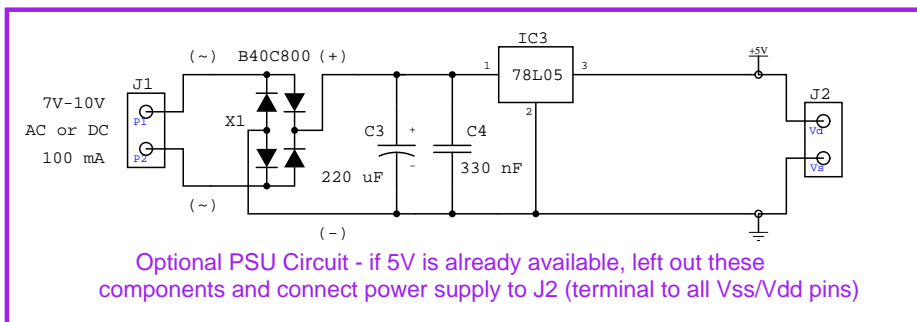 IC3
(~) B40C800 (+)
+5V
1 78L05 3
J1
J2
7V-10V
P1
2
AC or DC
X1
C3 +
C4
Vd
100 mA
P2
-
220 uF
330 nF
Vs
(~)
(-)
Optional PSU Circuit - if 5V is already available, left out these
components and connect power supply to J2 (terminal to all Vss/Vdd pins)